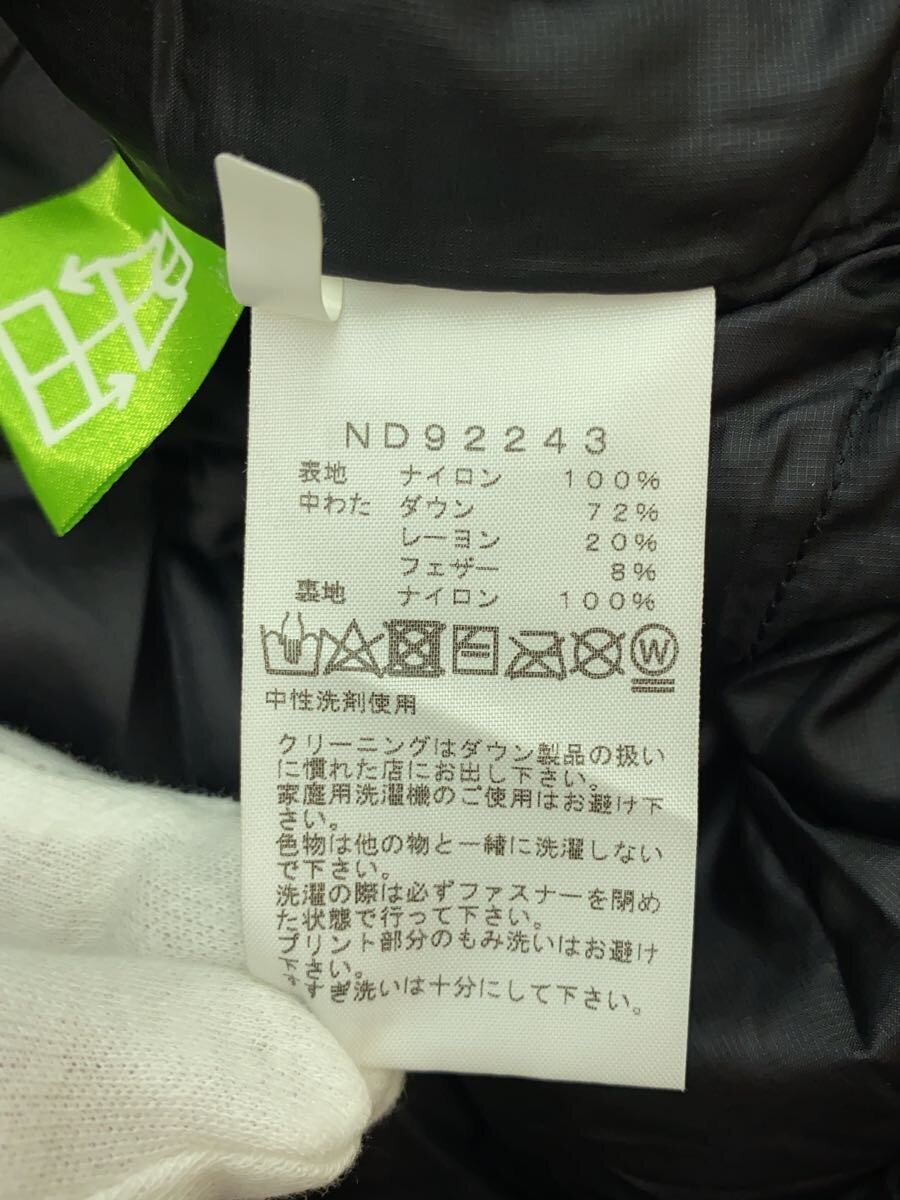 ND92243
表地 ナイロン 100%
中わた ダウン 72%
レーヨン 20%
フェザー 8%
裏地 ナイロン 100%
W
中性洗剤使用
クリーニングはダウン製品の扱い
に慣れた店にお出し下さい。
家庭用洗濯機のご使用はお避け下
さい。
色物は他の物と一緒に洗濯しない
で下さい。
洗濯の際は必ずファスナーを閉め
た状態で行って下さい。
プリント部分のもみ洗いはお避け
下さい。
すすぎ洗いは十分にして下さい。